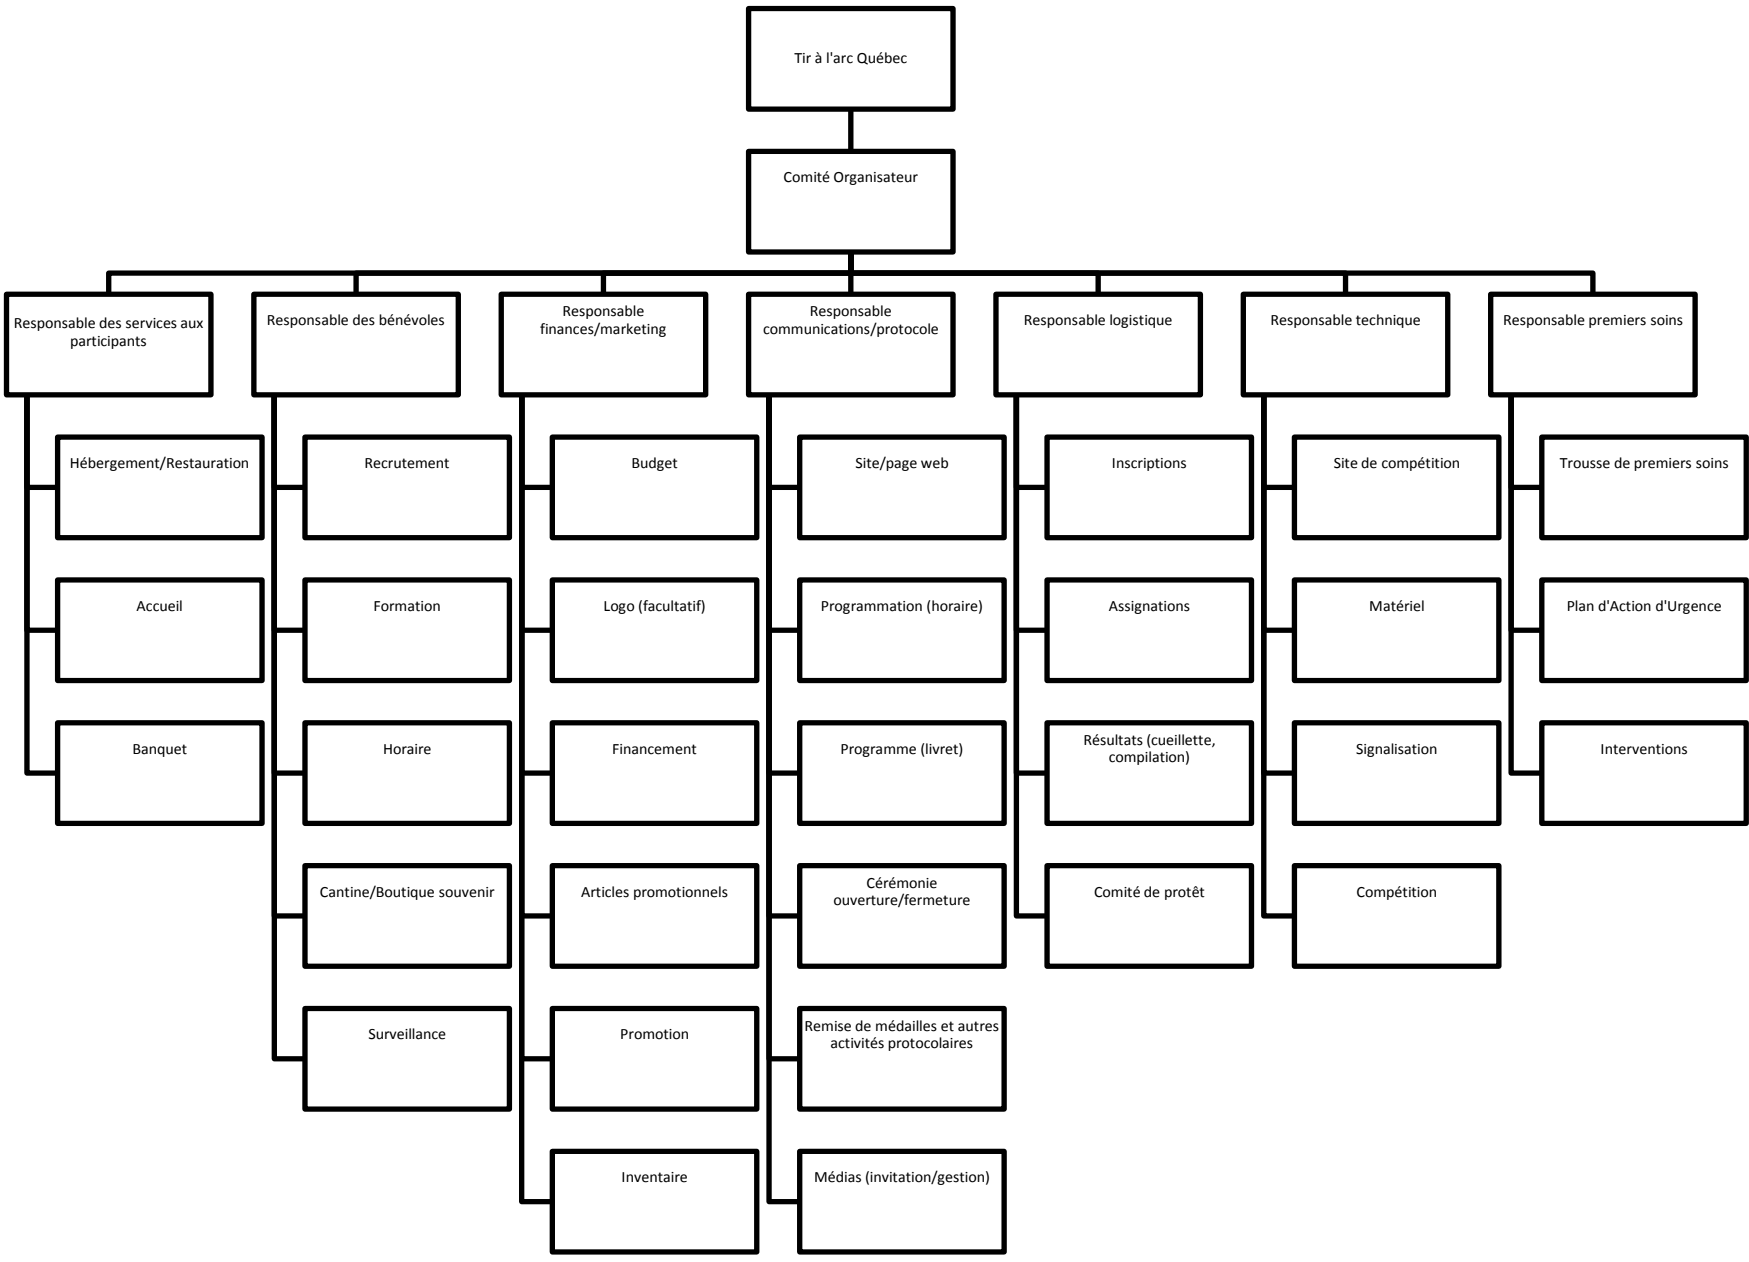 Tir à l'arc Québec
Comité Organisateur
Responsable des services aux
participants
Responsable des bénévoles
Responsable
finances/marketing
Responsable
communications/protocole
Responsable logistique
Responsable technique
Responsable premiers soins
Hébergement/Restauration
Recrutement
Budget
Site/page web
Inscriptions
Site de compétition
Trousse de premiers soins
Accueil
Formation
Logo (facultatif)
Programmation (horaire)
Assignations
Matériel
Plan d'Action d'Urgence
Banquet
Horaire
Financement
Programme (livret)
Résultats (cueillette,
compilation)
Signalisation
Interventions
Cantine/Boutique souvenir
Articles promotionnels
Cérémonie
ouverture/fermeture
Comité de protêt
Compétition
Surveillance
Promotion
Remise de médailles et autres
activités protocolaires
Inventaire
Médias (invitation/gestion)